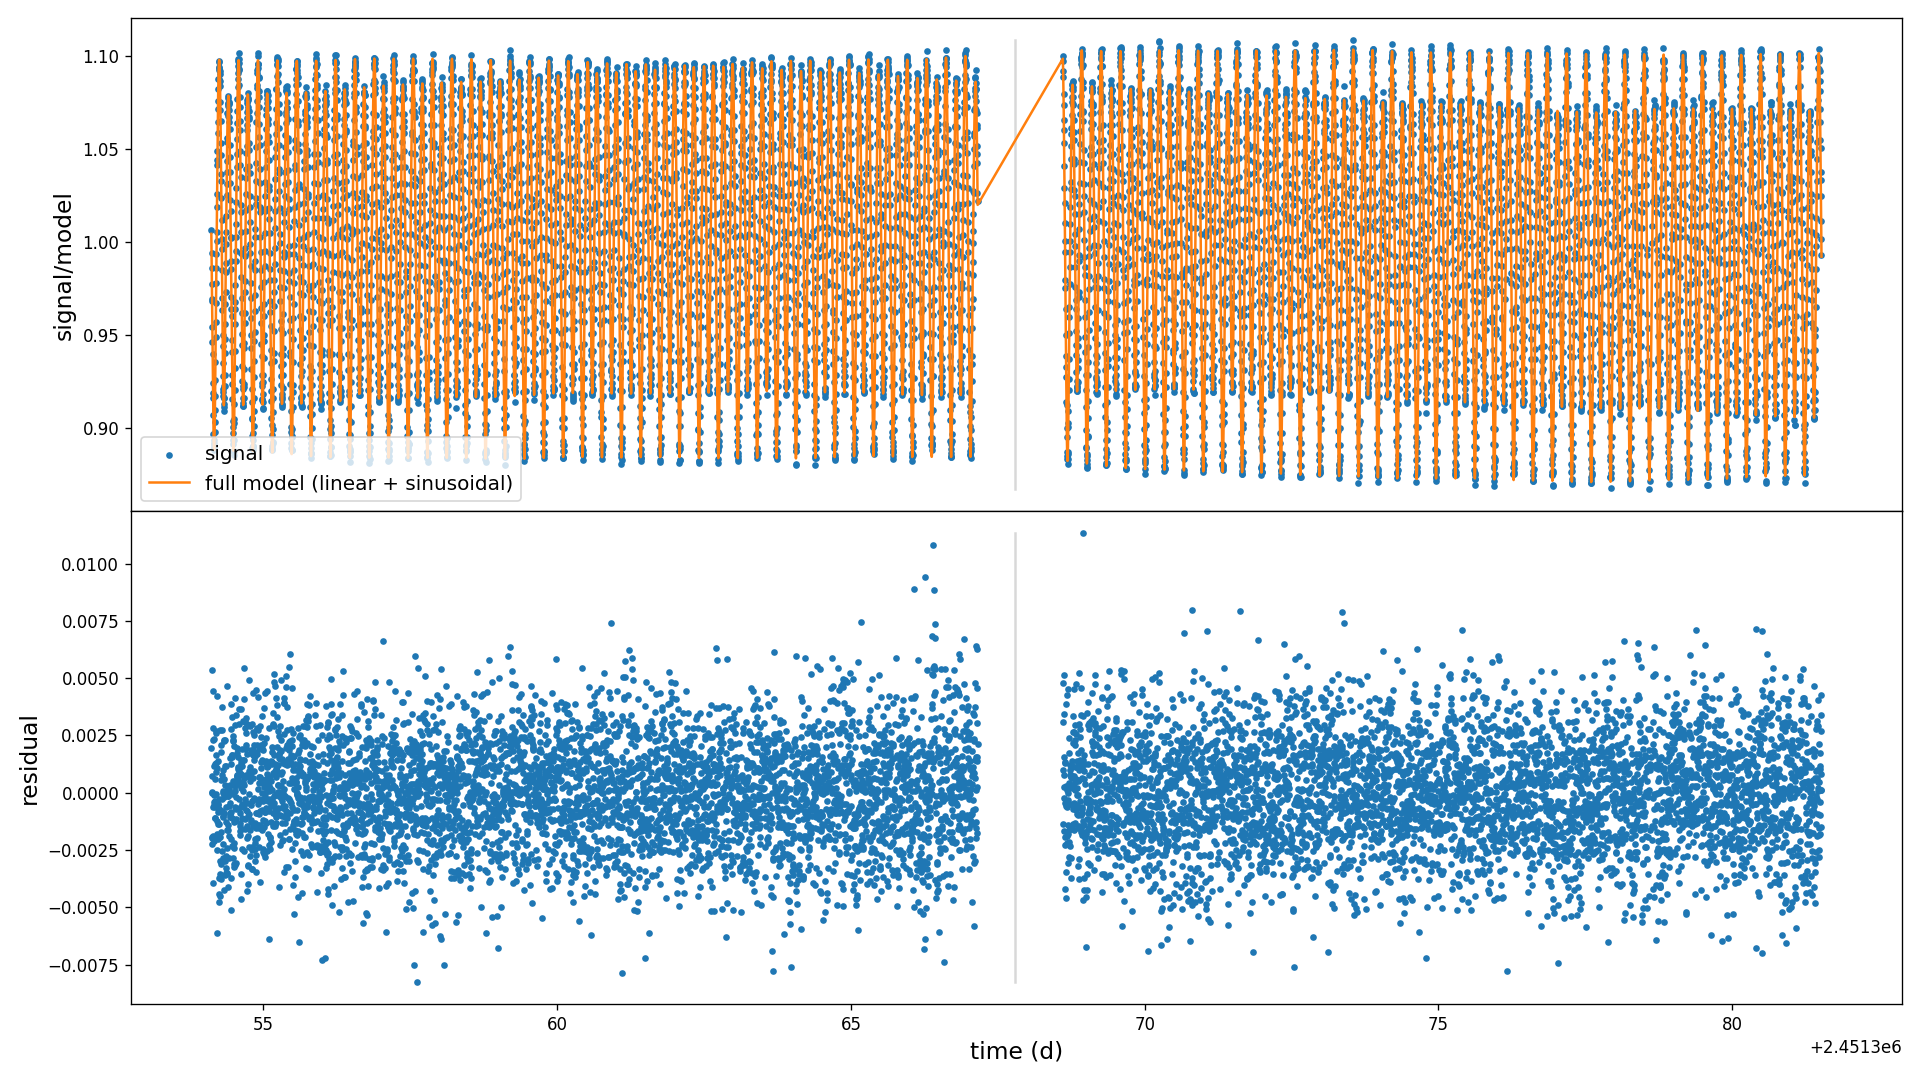 1.10
1.05
1.00
0.95
0.90
signal/model
signal
full model (linear + sinusoidal)
0.0100
0.0075
0.0050
0.0025
0.0000
−0.0025
−0.0050
−0.0075
residual
55 60 65 70 75 80
time (d)
+2.4513e6